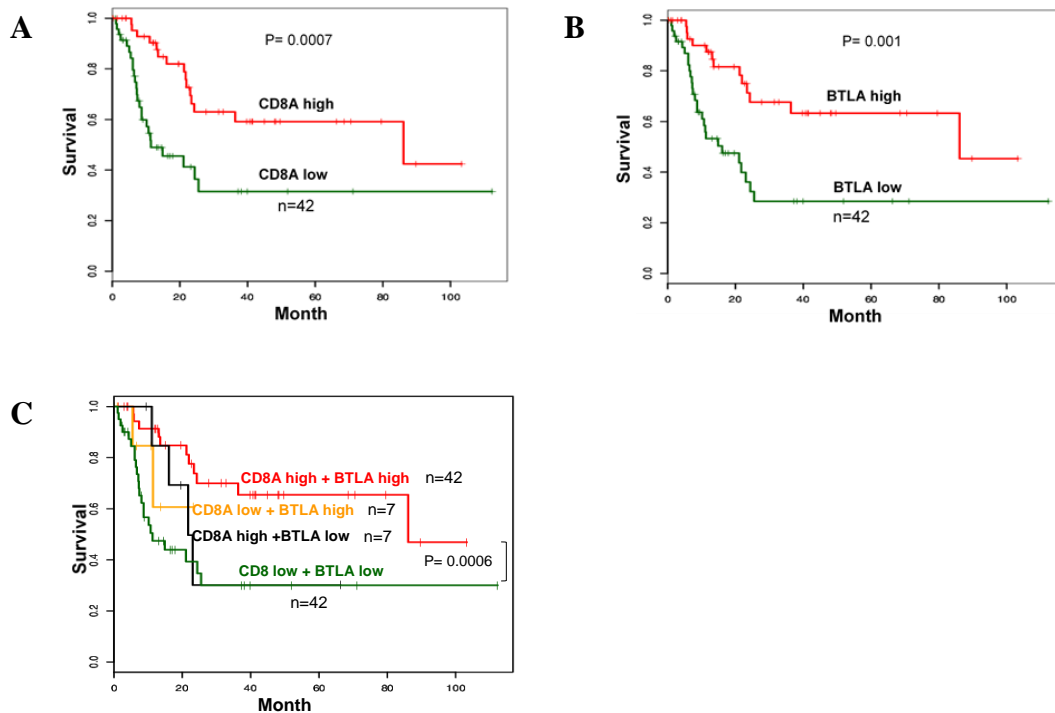 A
P= 0.0007
CD8A high
CD8A low
n=42
Survival
0.0
0.2
0.4
0.6
0.8
1.0
0 20 40 60 80 100
Month
B
P= 0.001
BTLA high
BTLA low
n=42
Survival
0.0
0.2
0.4
0.6
0.8
1.0
0 20 40 60 80 100
Month
C
CD8A high + BTLA high n=42
CD8A low + BTLA high n=7
CD8A high +BTLA low n=7
P= 0.0006
CD8 low + BTLA low
n=42
Survival
0.0
0.2
0.4
0.6
0.8
1.0
0 20 40 60 80 100
Month